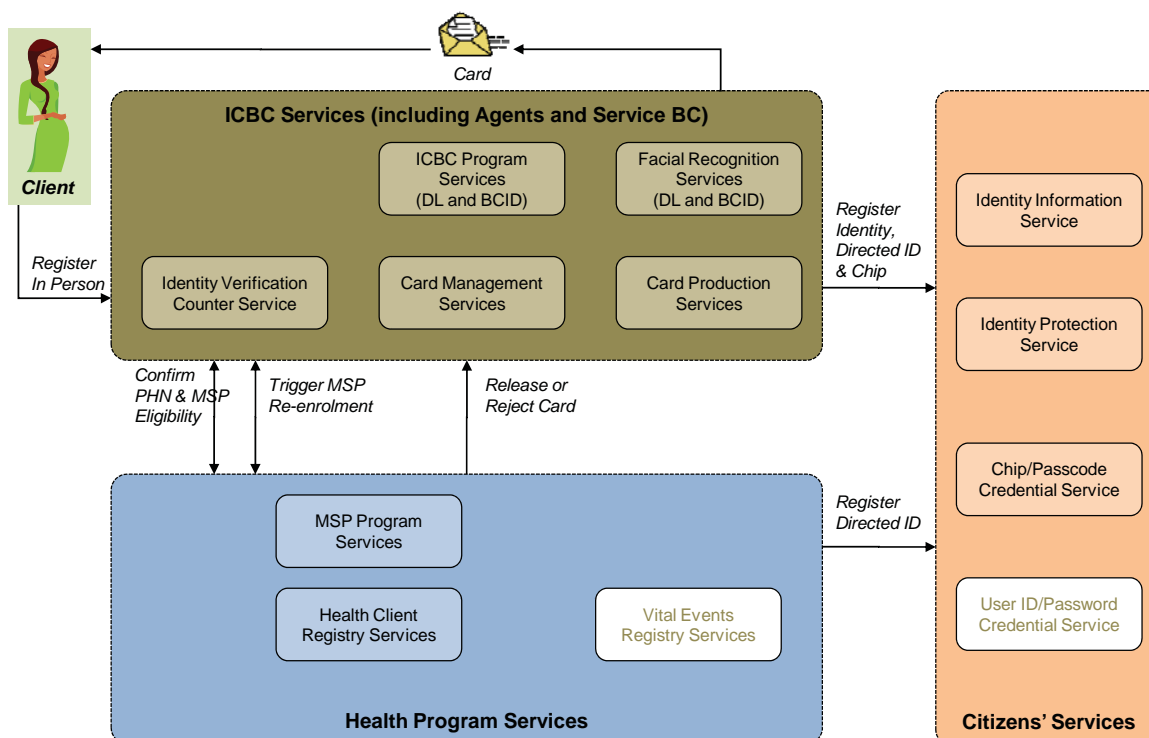 Card
Client
ICBC Services (including Agents and Service BC)
ICBC Program
Services
(DL and BCID)
Facial Recognition
Services
(DL and BCID)
Identity Verification
Counter Service
Card Management
Services
Card Production
Services
Register
In Person
Register
Identity,
Directed ID
& Chip
Identity Information
Service
Identity Protection
Service
Chip/Passcode
Credential Service
User ID/Password
Credential Service
Citizens’ Services
Confirm
PHN & MSP
Eligibility
Trigger MSP
Re-enrolment
Release or
Reject Card
MSP Program
Services
Health Client
Registry Services
Vital Events
Registry Services
Health Program Services
Register
Directed ID